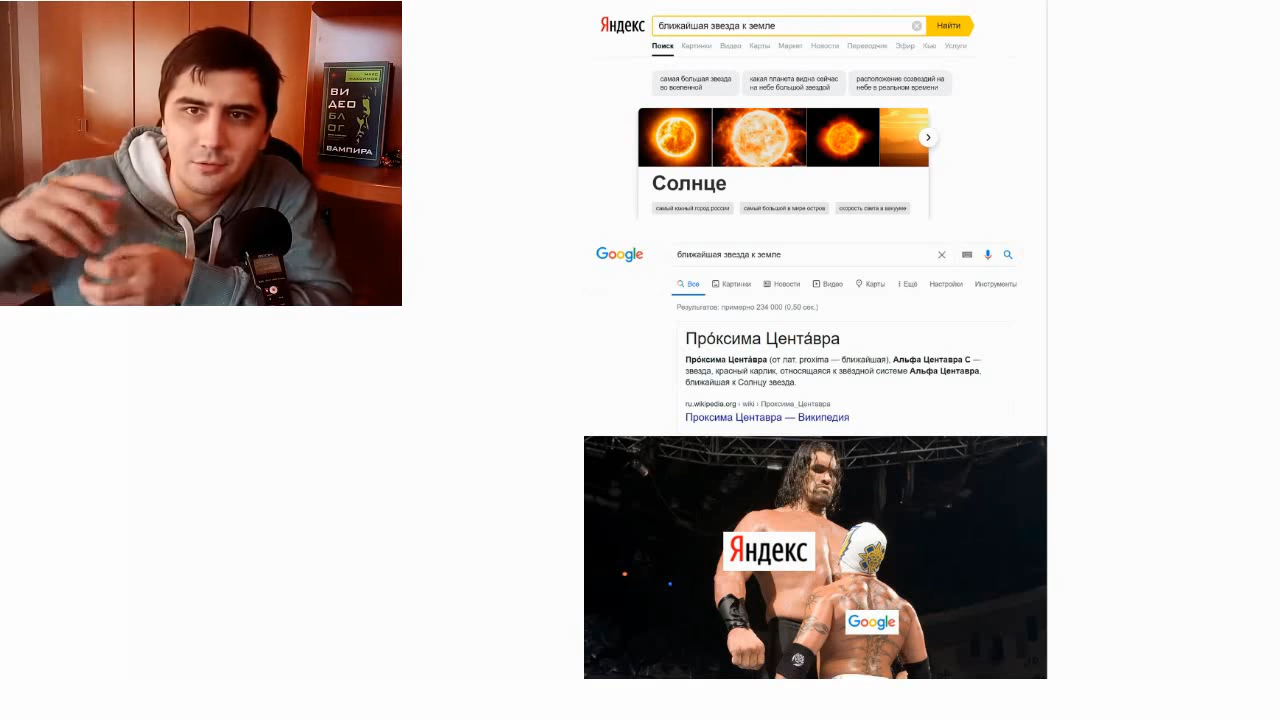 МАКС МАКСИМОВ
ВИ
ДЕО
БЛ
ОГ
ВАМПИРА
Яндекс
ближайшая звезда к земле
Найти
Поиск Картинки Видео Карты Маркет Новости Переводчик Эфир Кью Услуги
самая большая звезда во вселенной
какая планета видна сейчас на небе большой звездой
расположение созвездий на небе в реальном времени
Солнце
самый южный город россии
самый большой в мире остров
скорость света в вакууме
Google
ближайшая звезда к земле
Все Картинки Новости Видео Карты Ещё Настройки Инструменты
Результатов: примерно 234 000 (0,50 сек.)
Про́ксима Цента́вра
Про́ксима Цента́вра (от лат. proxima — ближайшая), Альфа Центавра C —
звезда, красный карлик, относящаяся к звёздной системе Альфа Центавра,
ближайшая к Солнцу звезда.
ru.wikipedia.org › wiki › Проксима_Центавра
Проксима Центавра — Википедия
Яндекс
Google